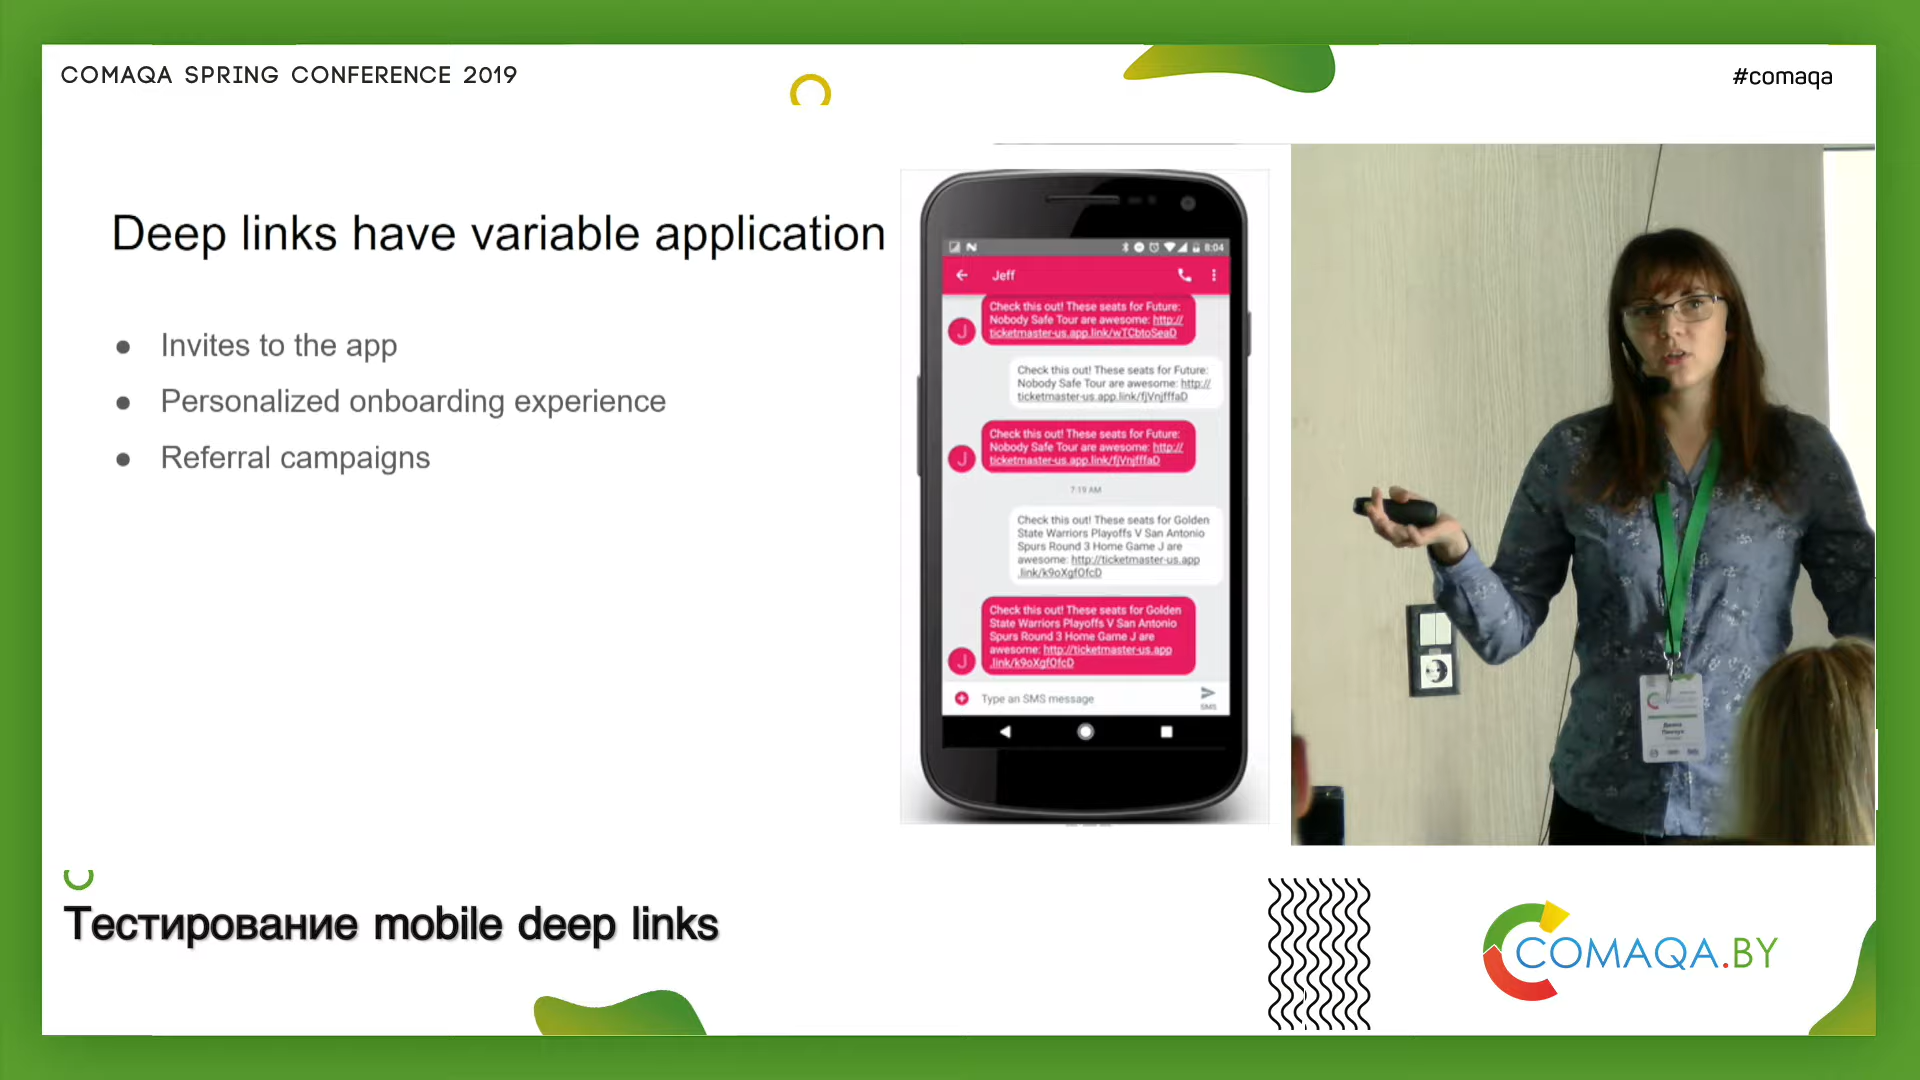 COMAQA SPRING CONFERENCE 2019
#comaqa
Deep links have variable application
Invites to the app
Personalized onboarding experience
Referral campaigns
8:04
Jeff
Check this out! These seats for Future:
Nobody Safe Tour are awesome: http://
ticketmaster-us.app.link/wTCbtoSeaD
J
Check this out! These seats for Future:
Nobody Safe Tour are awesome: http://
ticketmaster-us.app.link/fjVnjfffaD
Check this out! These seats for Future:
Nobody Safe Tour are awesome: http://
ticketmaster-us.app.link/fjVnjfffaD
J
7:19 AM
Check this out! These seats for Golden
State Warriors Playoffs V San Antonio
Spurs Round 3 Home Game J are
awesome: http://ticketmaster-us.app
.link/k9oXgfOfcD
Check this out! These seats for Golden
State Warriors Playoffs V San Antonio
Spurs Round 3 Home Game J are
awesome: http://ticketmaster-us.app
.link/k9oXgfOfcD
J
Type an SMS message
SMS
Тестирование mobile deep links
COMAQA.BY